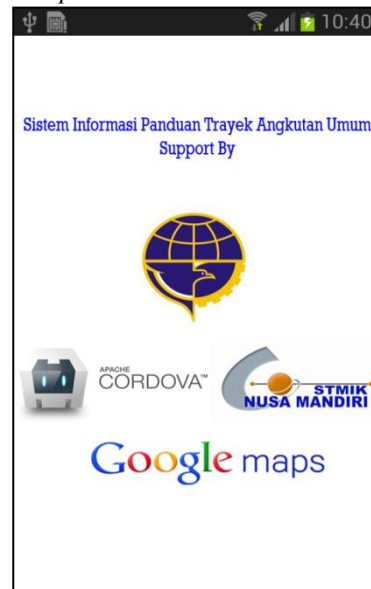 10:40
Sistem Informasi Panduan Trayek Angkutan Umum
Support By
APACHE
CORDOVA™
STMIK
NUSA MANDIRI
Google maps